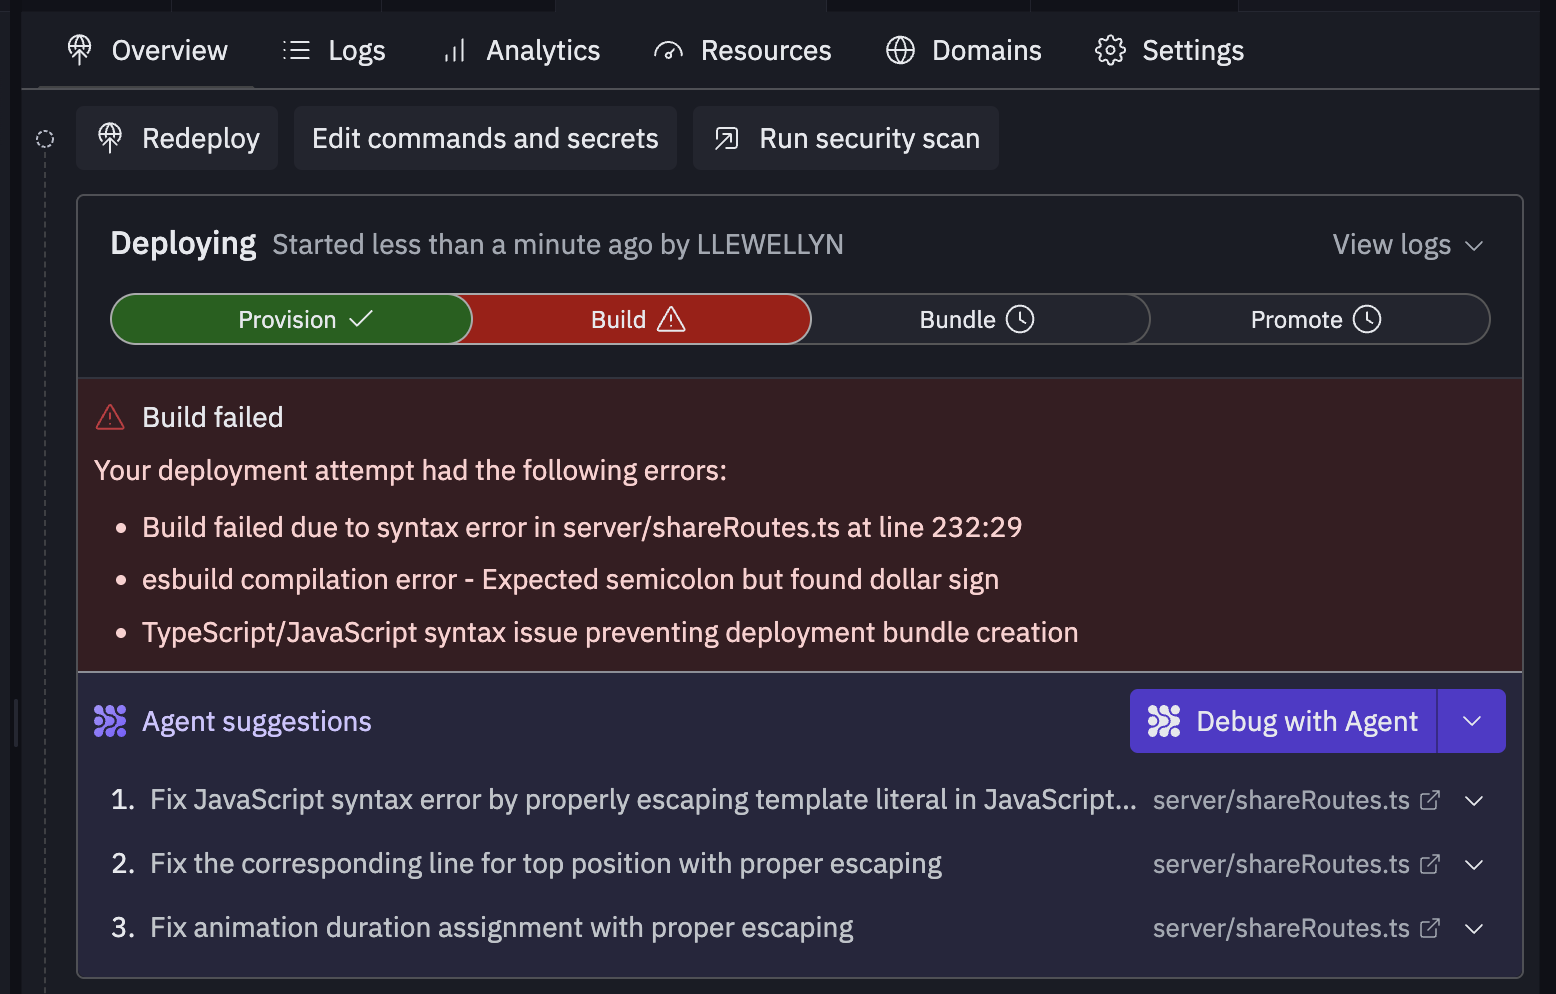 Overview Logs Analytics Resources Domains Settings
Redeploy Edit commands and secrets Run security scan
Deploying Started less than a minute ago by LLEWELLYN View logs
Provision Build Bundle Promote
Build failed
Your deployment attempt had the following errors:
• Build failed due to syntax error in server/shareRoutes.ts at line 232:29
• esbuild compilation error - Expected semicolon but found dollar sign
• TypeScript/JavaScript syntax issue preventing deployment bundle creation
Agent suggestions Debug with Agent
1. Fix JavaScript syntax error by properly escaping template literal in JavaScript... server/shareRoutes.ts
2. Fix the corresponding line for top position with proper escaping server/shareRoutes.ts
3. Fix animation duration assignment with proper escaping server/shareRoutes.ts